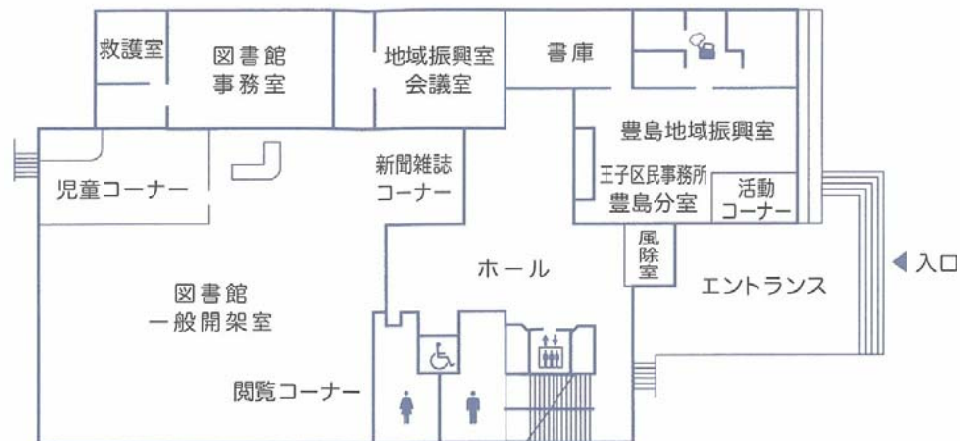 救護室
図書館
事務室
地域振興室
会議室
書庫
豊島地域振興室
王子区民事務所
豊島分室
活動
コーナー
児童コーナー
新聞雑誌
コーナー
風除室
ホール
エントランス
入口
図書館
一般開架室
閲覧コーナー